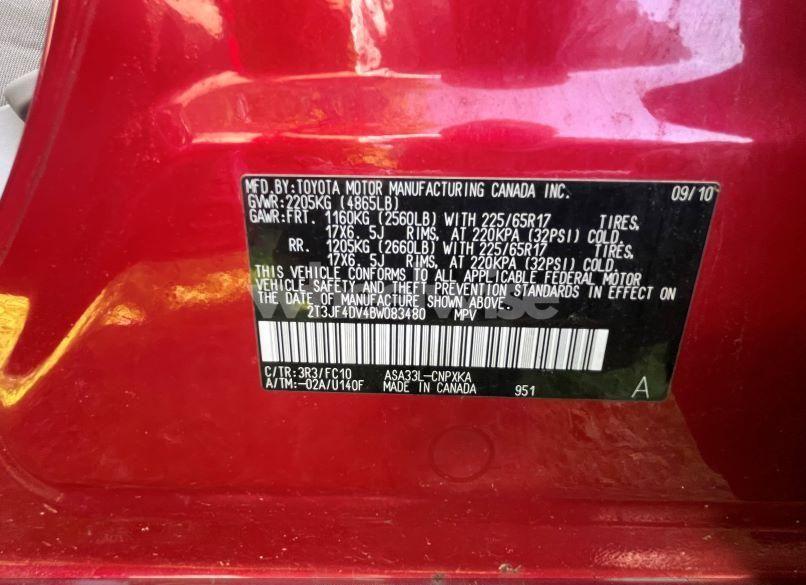 MFD.BY:TOYOTA MOTOR MANUFACTURING CANADA INC. 09/10
GVWR:2205KG (4865LB)
GAWR:FRT. 1160KG (2560LB) WITH 225/65R17 TIRES,
17X6.5J RIMS, AT 220KPA (32PSI) COLD.
RR. 1205KG (2660LB) WITH 225/65R17 TIRES,
17X6.5J RIMS, AT 220KPA (32PSI) COLD.
THIS VEHICLE CONFORMS TO ALL APPLICABLE FEDERAL MOTOR
VEHICLE SAFETY AND THEFT PREVENTION STANDARDS IN EFFECT ON
THE DATE OF MANUFACTURE SHOWN ABOVE.
2T3JF4DV4BW083480 MPV
C/TR:3R3/FC10 ASA33L-CNPXKA
A/TM:-02A/U140F MADE IN CANADA 951 A